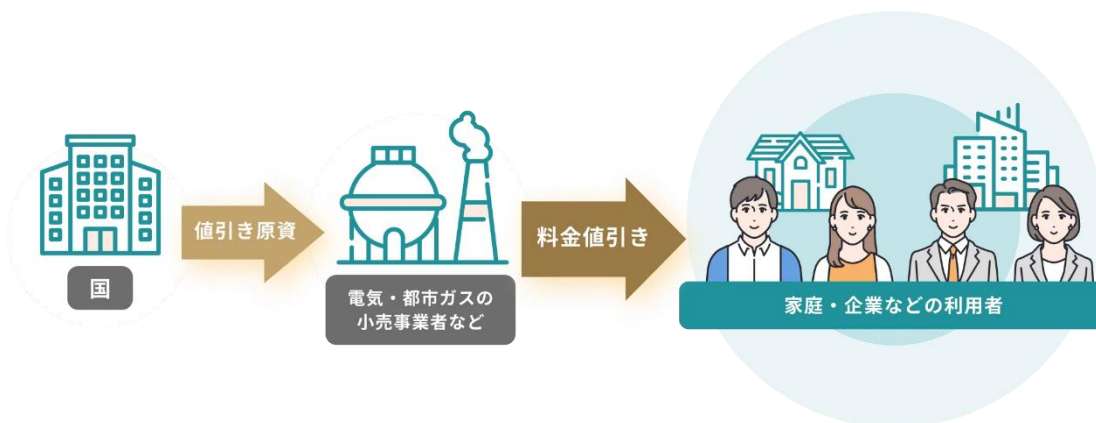 値引き原資
国
電気・都市ガスの
小売事業者など
料金値引き
家庭・企業などの利用者